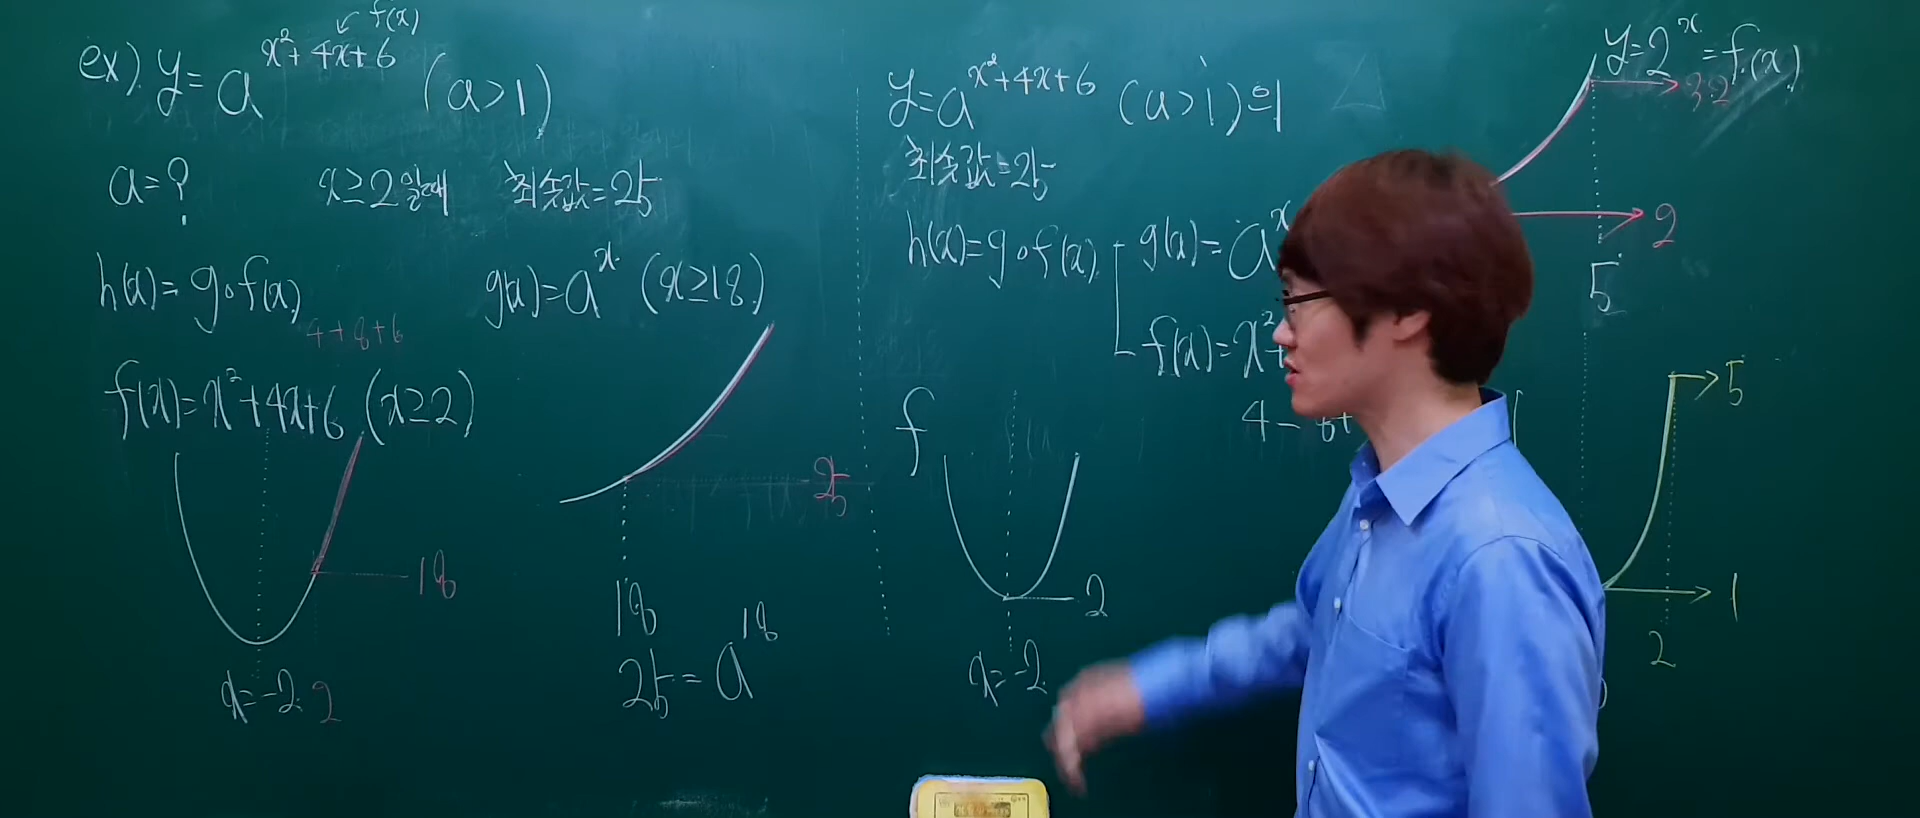 ex) y = a^{x²+4x+6} (a>1)
f(x)
a = ?
x≥2일때
최솟값=25
h(x)= g∘f(x)
g(x)=a^x (x≥18)
4+8+6
f(x)=x²+4x+6 (x≥2)
18
x=-2 2
25
18
25=a^18
y=a^{x²+4x+6} (a>1)의
최솟값=25
h(x)=g∘f(x)
g(x)=a^x
f(x)=x²+
4-8+
f
2
x=-2
y=2^x=f(x)
32
2
5
5
1
2